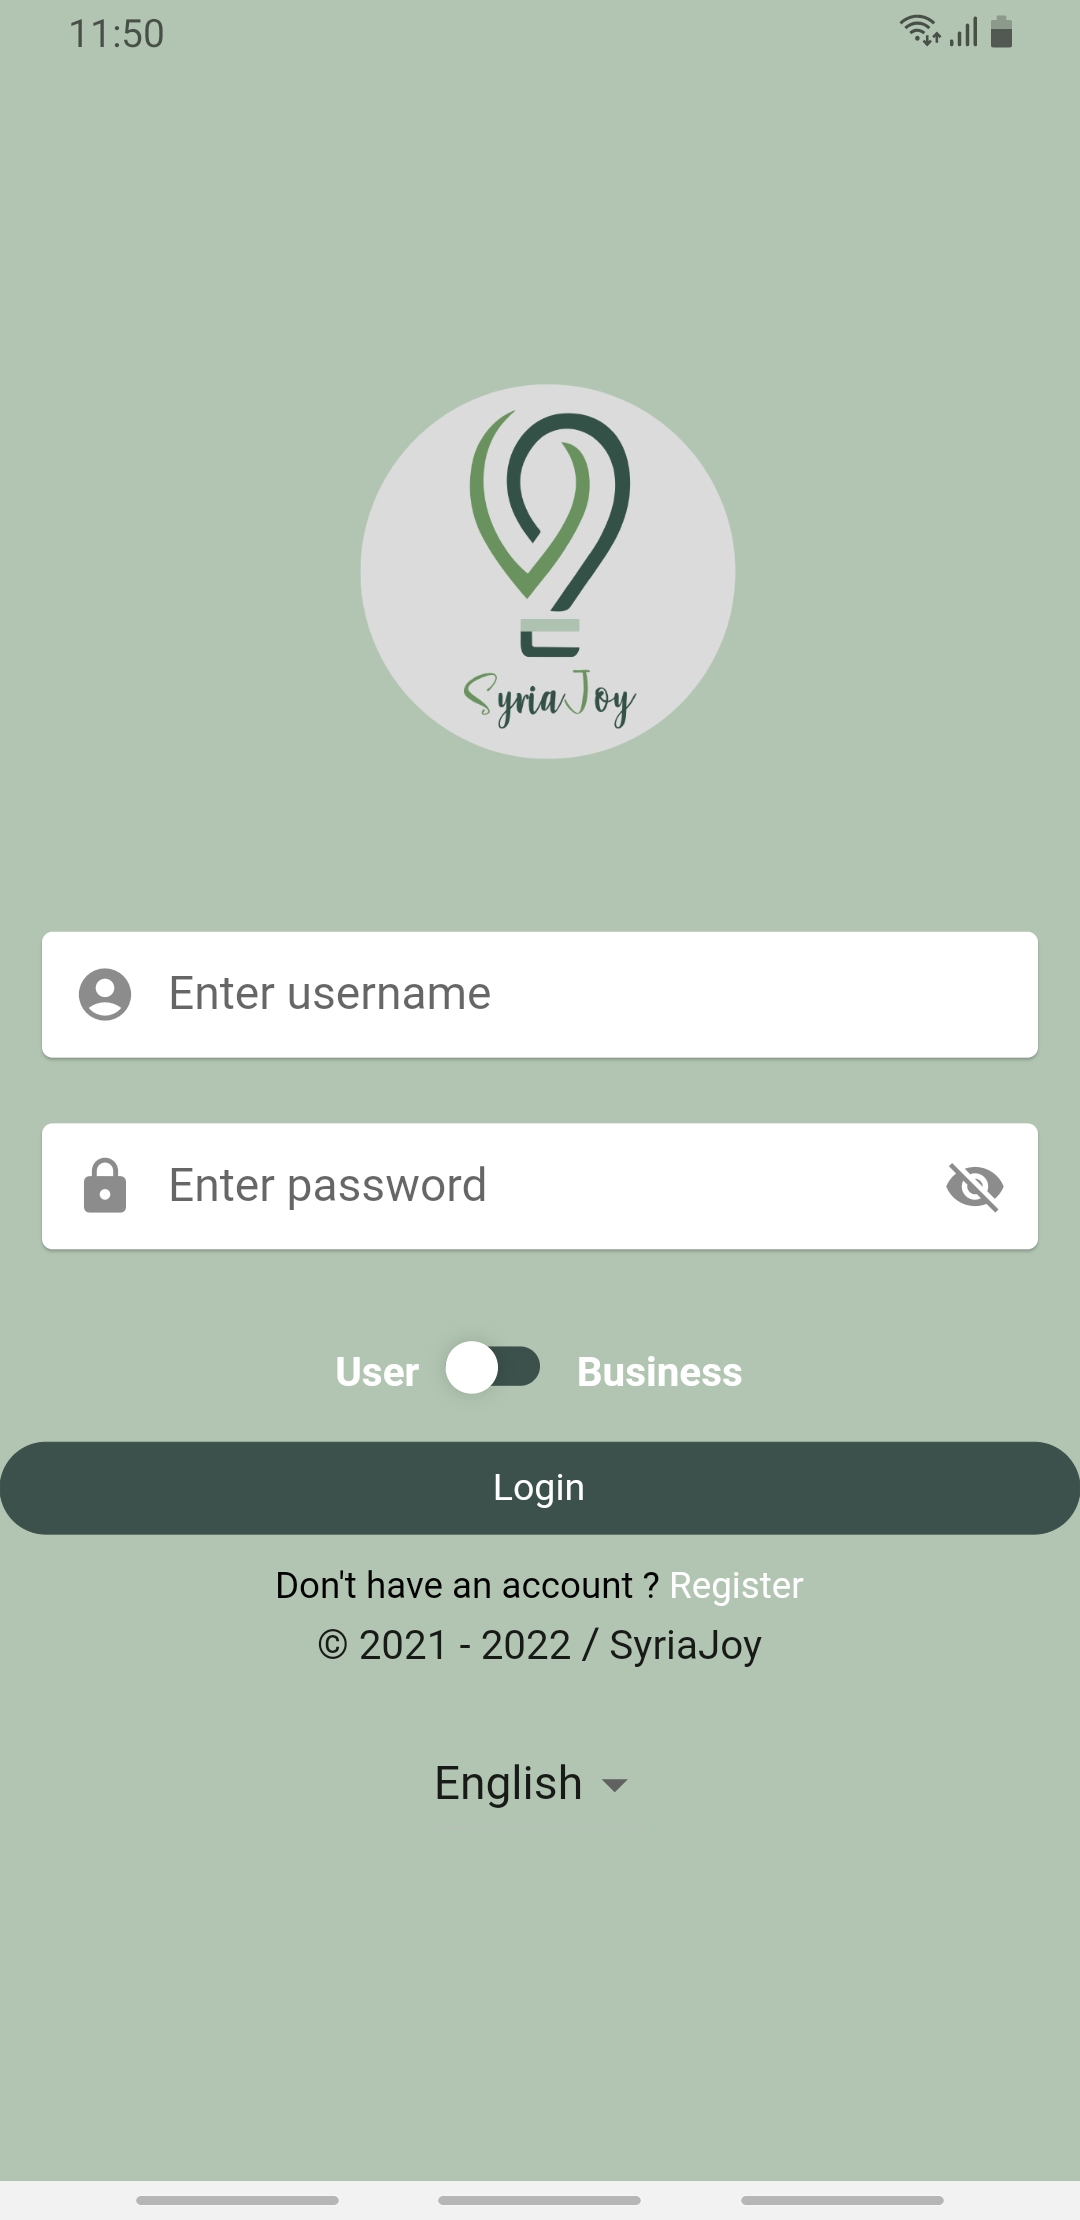 11:50
SyriaJoy
Enter username
Enter password
User Business
Login
Don't have an account ? Register
© 2021 - 2022 / SyriaJoy
English